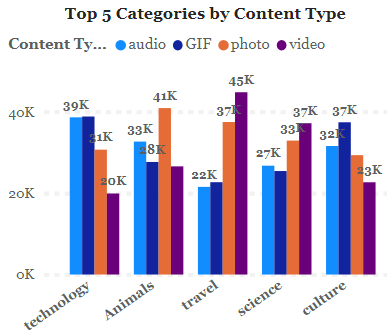 Top 5 Categories by Content Type
Content Ty... audio GIF photo video
40K
20K
0K
39K
31K
20K
33K
28K
41K
22K
37K
45K
27K
33K
37K
32K
37K
23K
technology
Animals
travel
science
culture